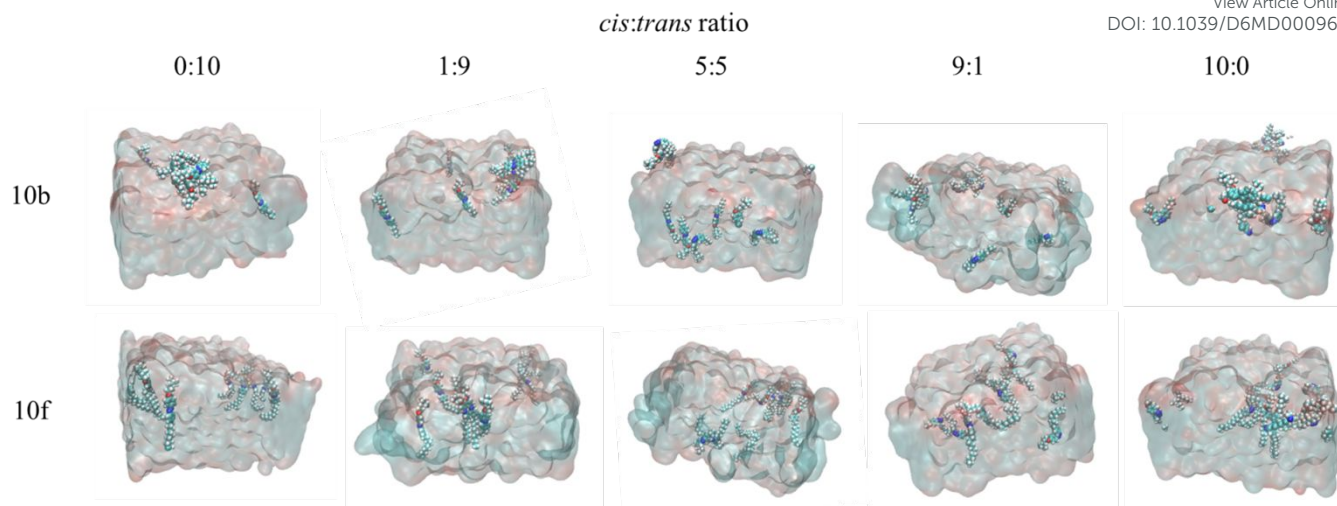 View Article Onli
DOI: 10.1039/D6MD00096
cis:trans ratio
0:10 1:9 5:5 9:1 10:0
10b
10f